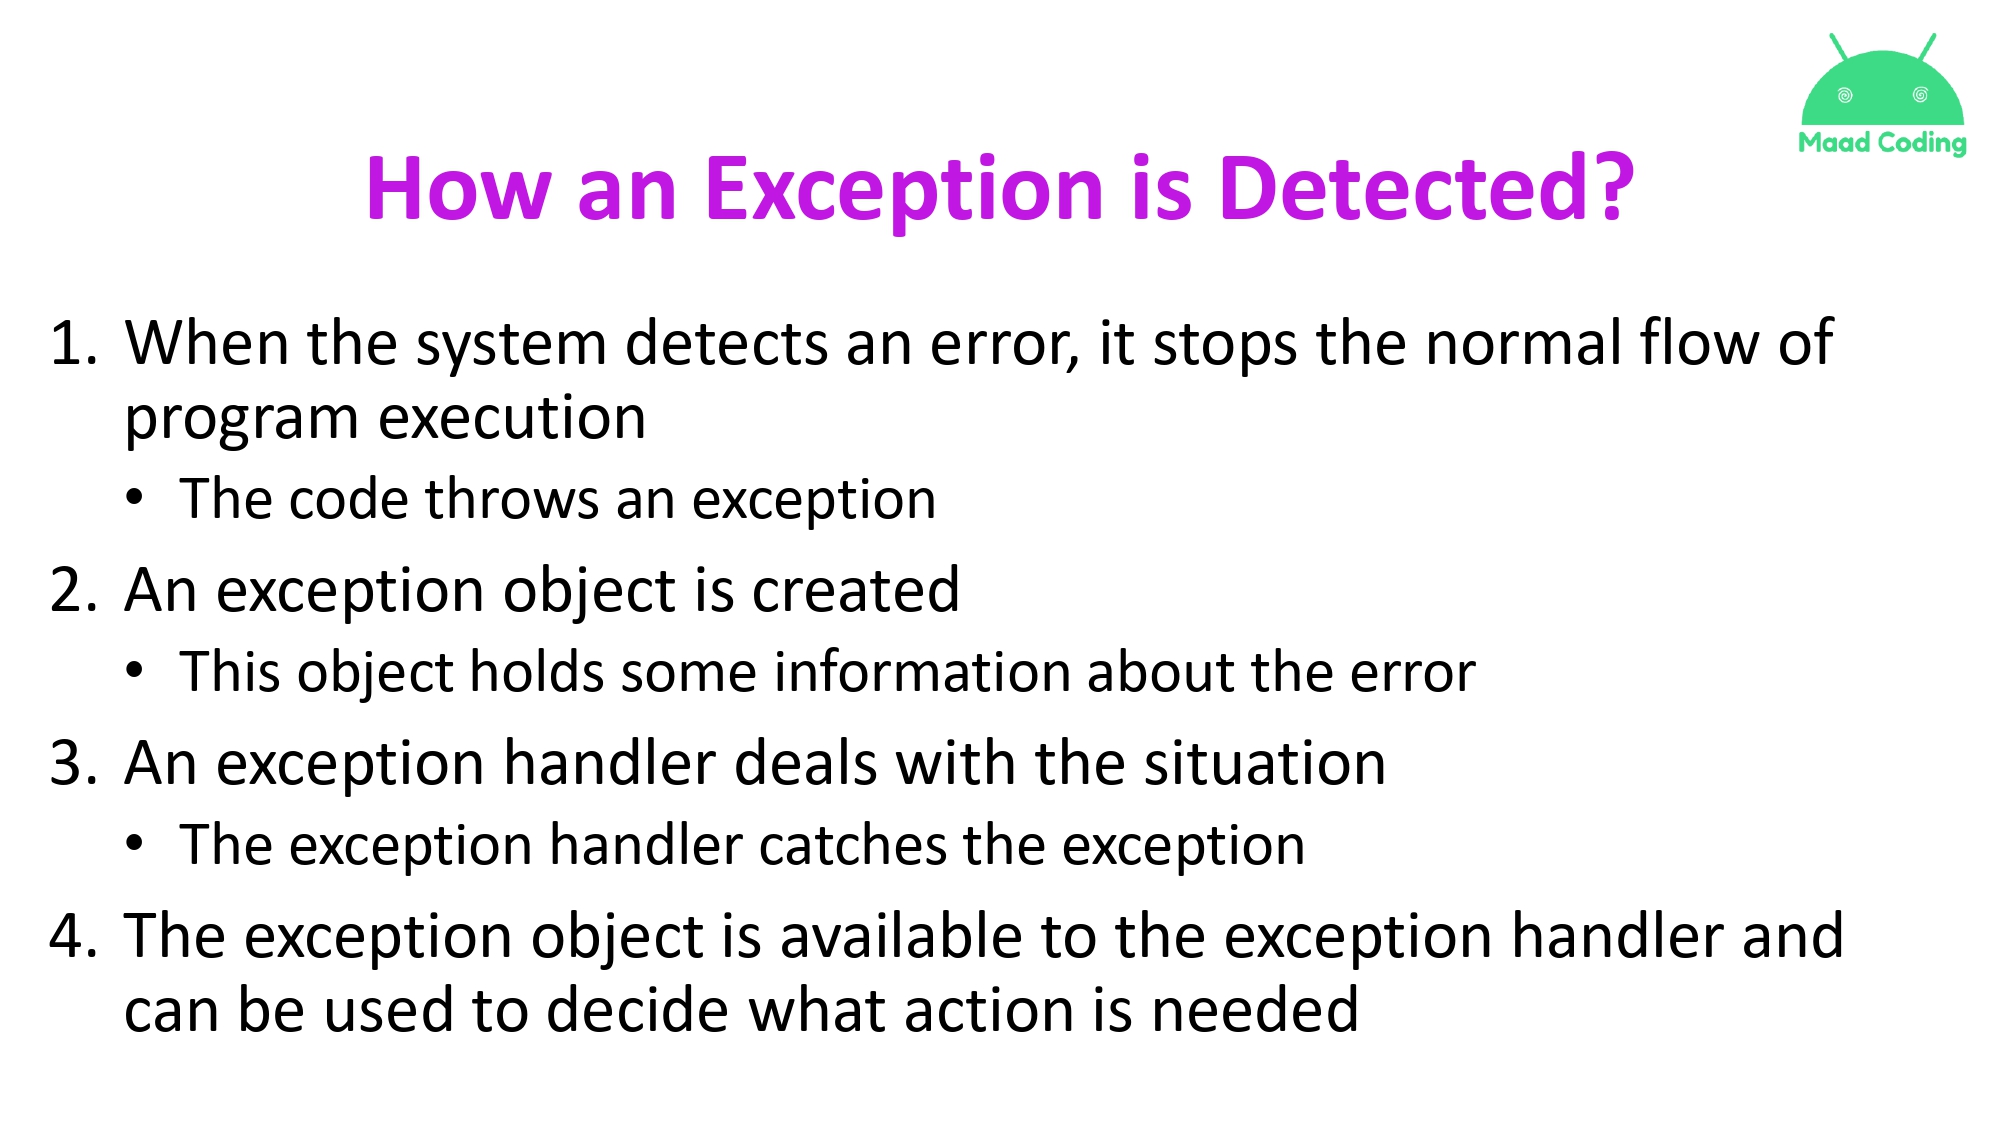 Maad Coding
How an Exception is Detected?
1. When the system detects an error, it stops the normal flow of
program execution
• The code throws an exception
2. An exception object is created
• This object holds some information about the error
3. An exception handler deals with the situation
• The exception handler catches the exception
4. The exception object is available to the exception handler and
can be used to decide what action is needed